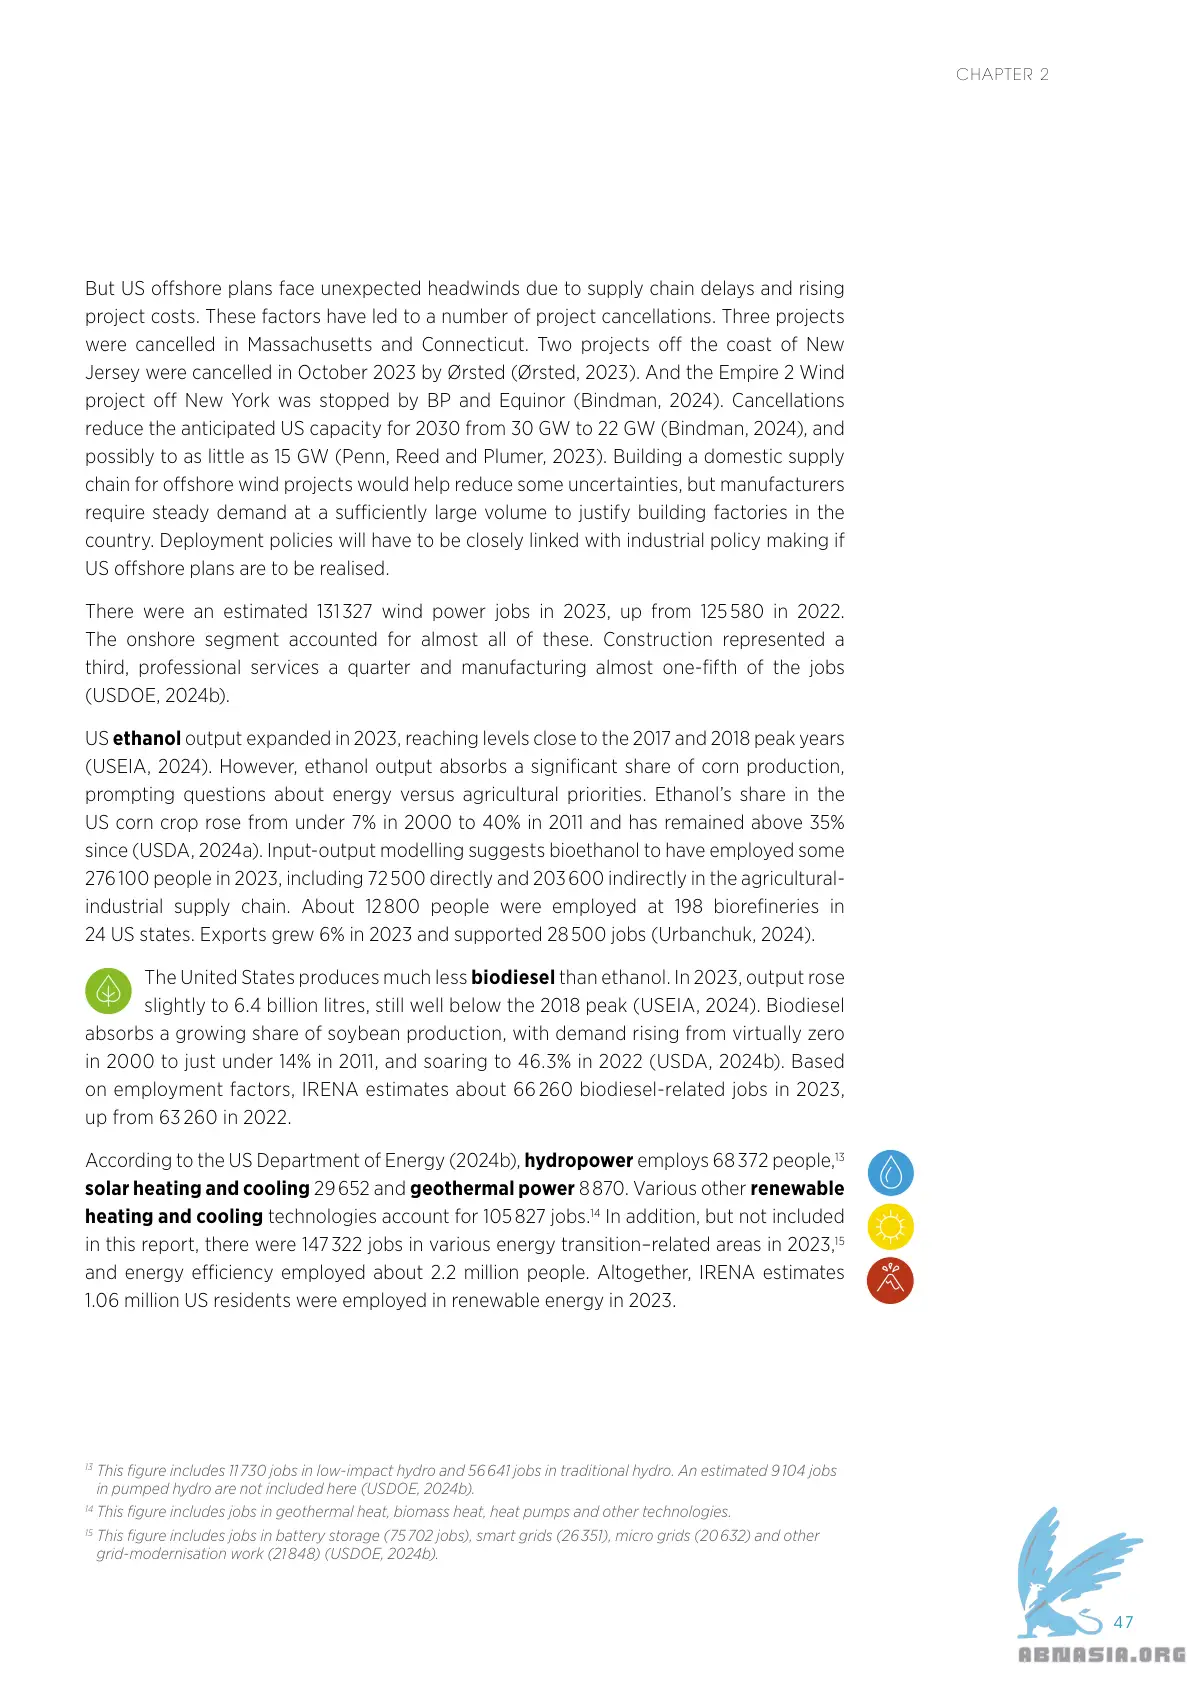 CHAPTER 2
But US offshore plans face unexpected headwinds due to supply chain delays and rising
project costs. These factors have led to a number of project cancellations. Three projects
were cancelled in Massachusetts and Connecticut. Two projects off the coast of New
Jersey were cancelled in October 2023 by Ørsted (Ørsted, 2023). And the Empire 2 Wind
project off New York was stopped by BP and Equinor (Bindman, 2024). Cancellations
reduce the anticipated US capacity for 2030 from 30 GW to 22 GW (Bindman, 2024), and
possibly to as little as 15 GW (Penn, Reed and Plumer, 2023). Building a domestic supply
chain for offshore wind projects would help reduce some uncertainties, but manufacturers
require steady demand at a sufficiently large volume to justify building factories in the
country. Deployment policies will have to be closely linked with industrial policy making if
US offshore plans are to be realised.
There were an estimated 131 327 wind power jobs in 2023, up from 125 580 in 2022.
The onshore segment accounted for almost all of these. Construction represented a
third, professional services a quarter and manufacturing almost one-fifth of the jobs
(USDOE, 2024b).
US ethanol output expanded in 2023, reaching levels close to the 2017 and 2018 peak years
(USEIA, 2024). However, ethanol output absorbs a significant share of corn production,
prompting questions about energy versus agricultural priorities. Ethanol's share in the
US corn crop rose from under 7% in 2000 to 40% in 2011 and has remained above 35%
since (USDA, 2024a). Input-output modelling suggests bioethanol to have employed some
276 100 people in 2023, including 72 500 directly and 203 600 indirectly in the agricultural-
industrial supply chain. About 12 800 people were employed at 198 biorefineries in
24 US states. Exports grew 6% in 2023 and supported 28 500 jobs (Urbanchuk, 2024).
The United States produces much less biodiesel than ethanol. In 2023, output rose
slightly to 6.4 billion litres, still well below the 2018 peak (USEIA, 2024). Biodiesel
absorbs a growing share of soybean production, with demand rising from virtually zero
in 2000 to just under 14% in 2011, and soaring to 46.3% in 2022 (USDA, 2024b). Based
on employment factors, IRENA estimates about 66 260 biodiesel-related jobs in 2023,
up from 63 260 in 2022.
According to the US Department of Energy (2024b), hydropower employs 68 372 people,13
solar heating and cooling 29 652 and geothermal power 8 870. Various other renewable
heating and cooling technologies account for 105 827 jobs.14 In addition, but not included
in this report, there were 147 322 jobs in various energy transition–related areas in 2023,15
and energy efficiency employed about 2.2 million people. Altogether, IRENA estimates
1.06 million US residents were employed in renewable energy in 2023.
13 This figure includes 11 730 jobs in low-impact hydro and 56 641 jobs in traditional hydro. An estimated 9 104 jobs
in pumped hydro are not included here (USDOE, 2024b).
14 This figure includes jobs in geothermal heat, biomass heat, heat pumps and other technologies.
15 This figure includes jobs in battery storage (75 702 jobs), smart grids (26 351), micro grids (20 632) and other
grid-modernisation work (21 848) (USDOE, 2024b).
47
ABNASIA.ORG